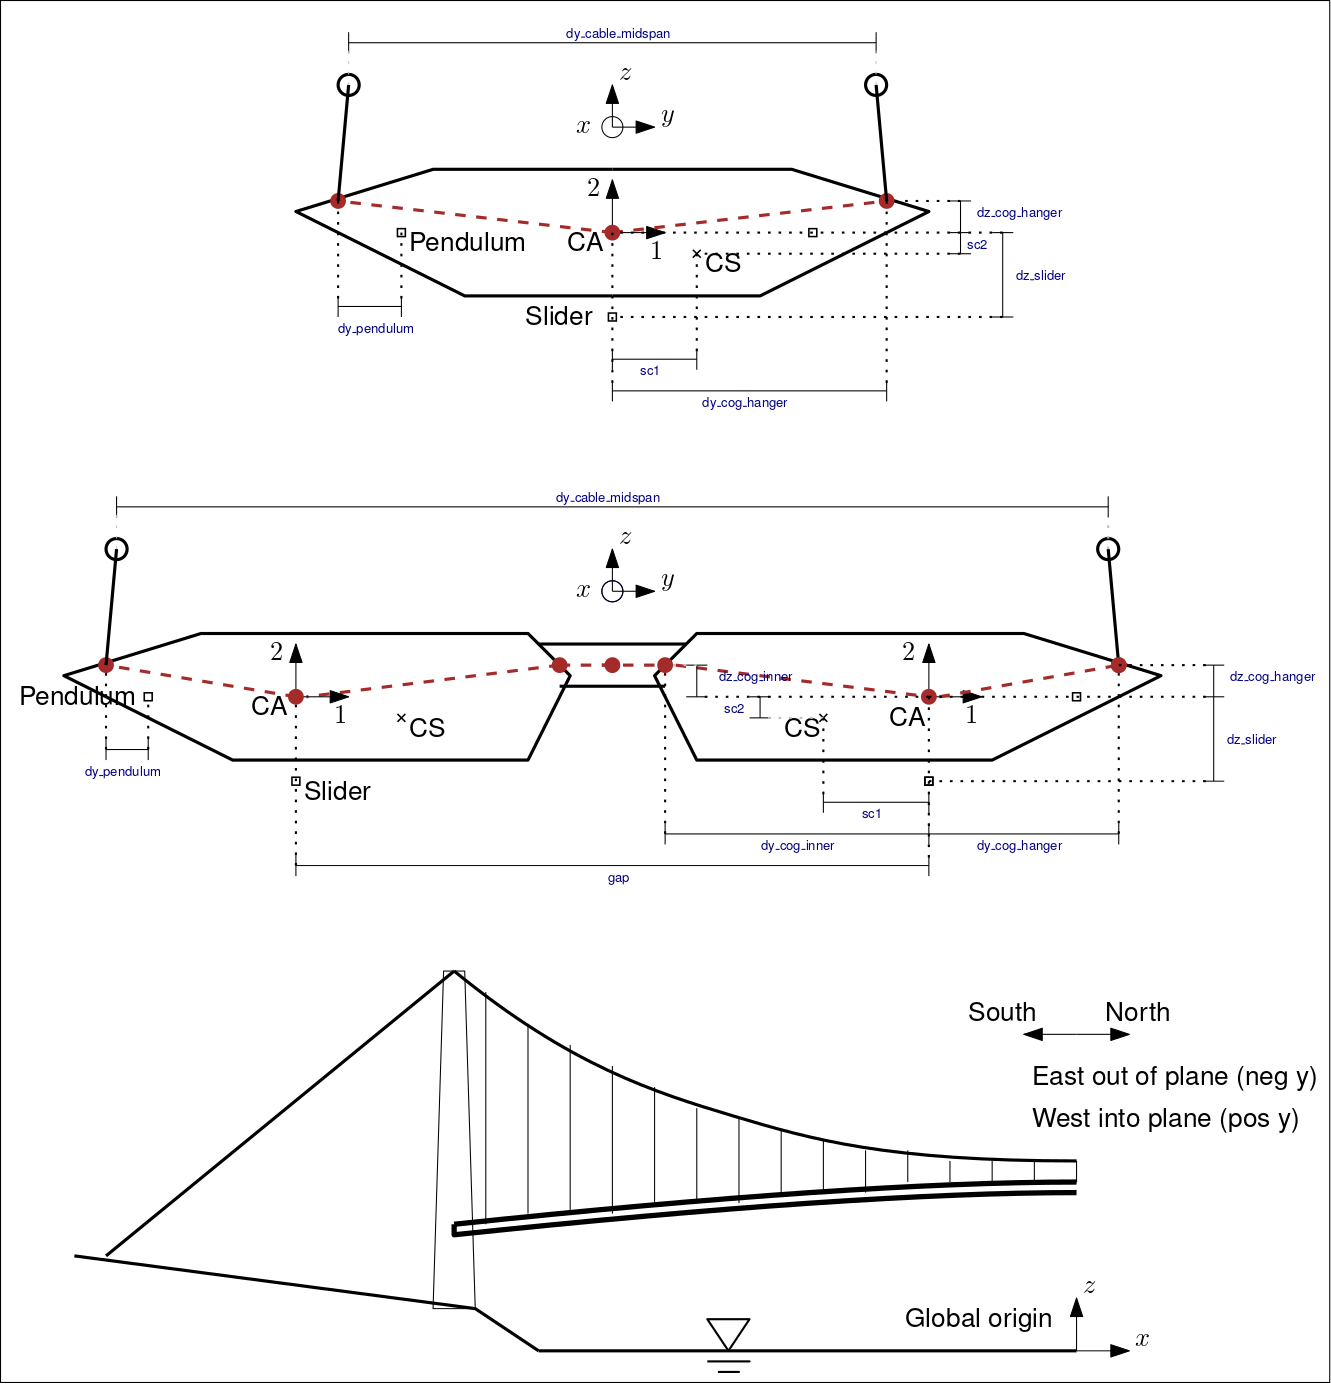 dy_cable_midspan
z
x
y
2
dz_cog_hanger
Pendulum
CA
1
sc2
CS
dz_slider
Slider
dy_pendulum
sc1
dy_cog_hanger
dy_cable_midspan
z
x
y
2
2
dz_cog_inner
dz_cog_hanger
Pendulum
CA
1
sc2
CA
1
CS
CS
dz_slider
dy_pendulum
Slider
sc1
dy_cog_inner
dy_cog_hanger
gap
South
North
East out of plane (neg y)
West into plane (pos y)
z
Global origin
x